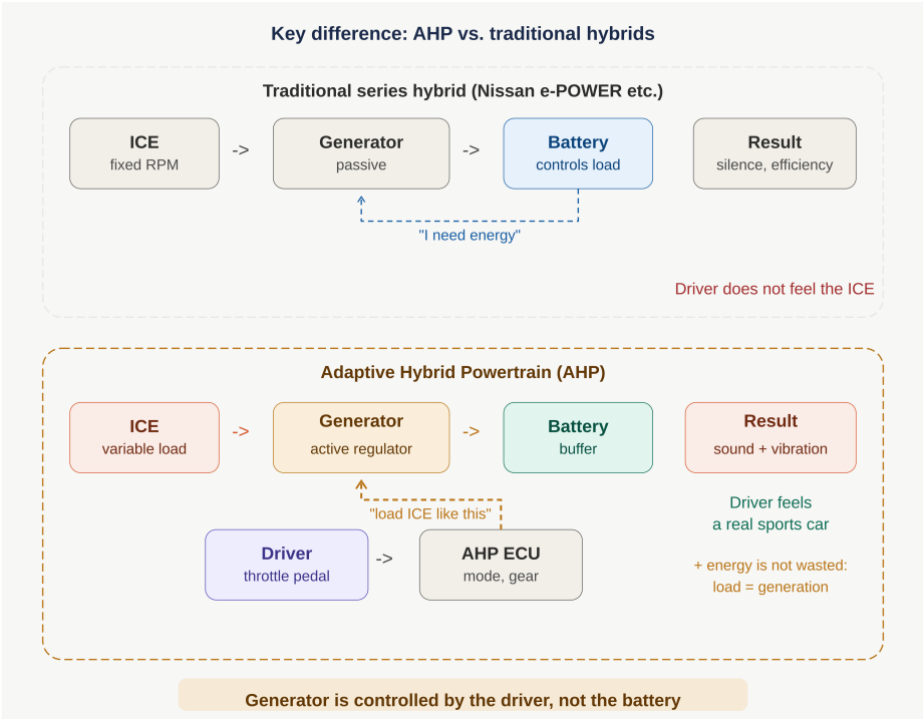 Key difference: AHP vs. traditional hybrids
Traditional series hybrid (Nissan e-POWER etc.)
ICE
fixed RPM
->
Generator
passive
->
Battery
controls load
Result
silence, efficiency
"I need energy"
Driver does not feel the ICE
Adaptive Hybrid Powertrain (AHP)
ICE
variable load
->
Generator
active regulator
->
Battery
buffer
Result
sound + vibration
"load ICE like this"
Driver feels
a real sports car
Driver
throttle pedal
->
AHP ECU
mode, gear
+ energy is not wasted:
load = generation
Generator is controlled by the driver, not the battery